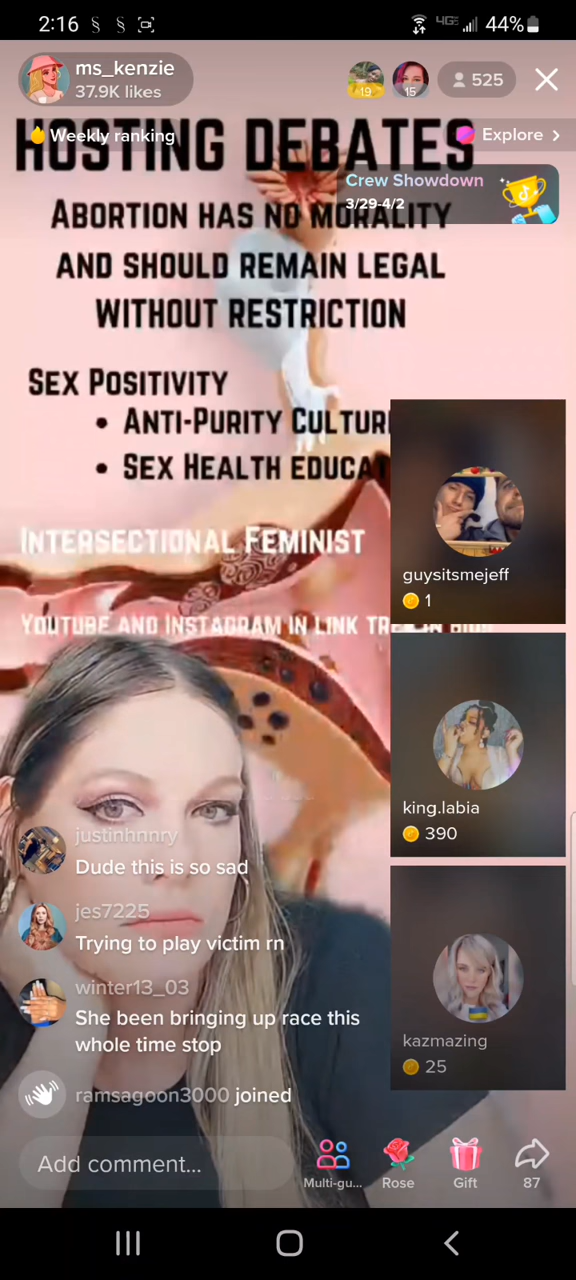 2:16
4G
44%
ms_kenzie
37.9K likes
19
15
525
Weekly ranking
Explore >
HOSTING DEBATES
Crew Showdown
3/29-4/2
ABORTION HAS NO MORALITY
AND SHOULD REMAIN LEGAL
WITHOUT RESTRICTION
SEX POSITIVITY
• ANTI-PURITY CULTUR
• SEX HEALTH EDUCAT
INTERSECTIONAL FEMINIST
YOUTUBE AND INSTAGRAM IN LINK TREE IN BIO
guysitsmejeff
1
king.labia
390
kazmazing
25
justinhnnry
Dude this is so sad
jes7225
Trying to play victim rn
winter13_03
She been bringing up race this
whole time stop
ramsagoon3000 joined
Add comment...
Multi-gu...
Rose
Gift
87